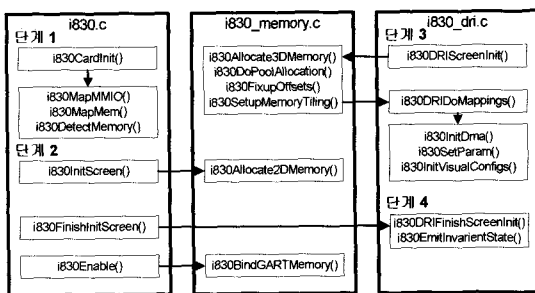 i830.c
단계 1
i830CardInit()
i830MapMMIO()
i830MapMem()
i830DetectMemory()
단계 2
i830InitScreen()
i830FinishInitScreen()
i830Enable()
i830_memory.c
i830Allocate3DMemory()
i830DoPoolAllocation()
i830FixupOffsets()
i830SetupMemoryTiling()
i830Allocate2DMemory()
i830BindGARTMemory()
i830_dri.c
단계 3
i830DRIScreenInit()
i830DRIDoMappings()
i830InitDma()
i830SetParam()
i830InitVisualConfigs()
단계 4
i830DRIFinishScreenInit()
i830EmitInvarientState()